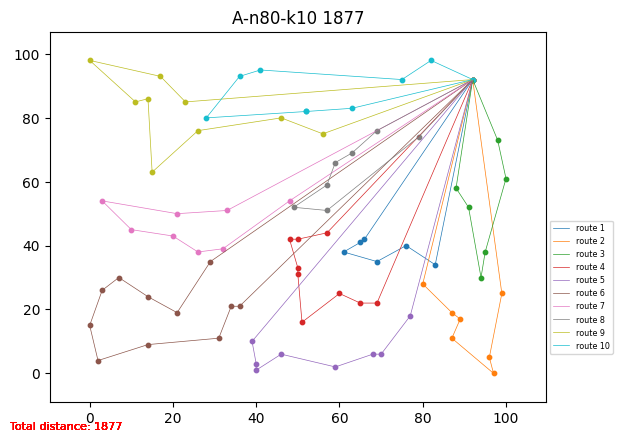 A-n80-k10 1877
100
80
60
40
20
0
0 20 40 60 80 100
route 1
route 2
route 3
route 4
route 5
route 6
route 7
route 8
route 9
route 10
Total distance: 1877